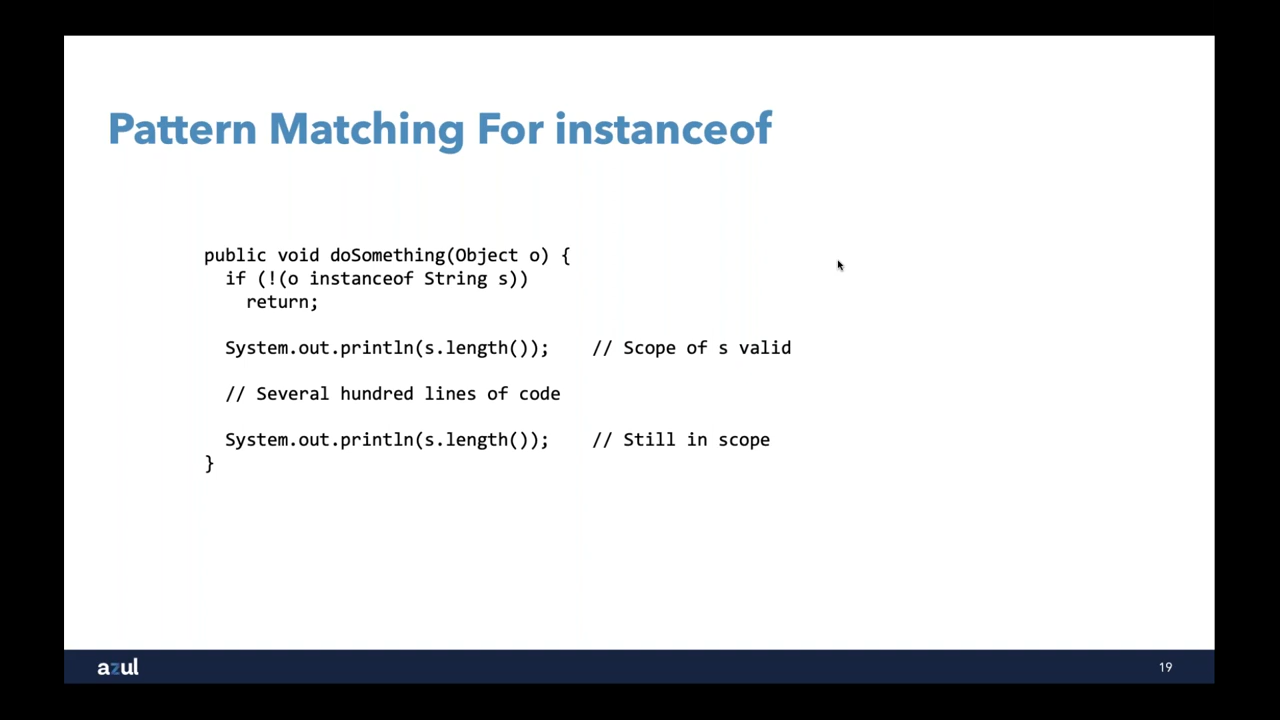 Pattern Matching For instanceof
public void doSomething(Object o) {
  if (!(o instanceof String s))
    return;
  System.out.println(s.length());    // Scope of s valid
  // Several hundred lines of code
  System.out.println(s.length());    // Still in scope
}
azul
19